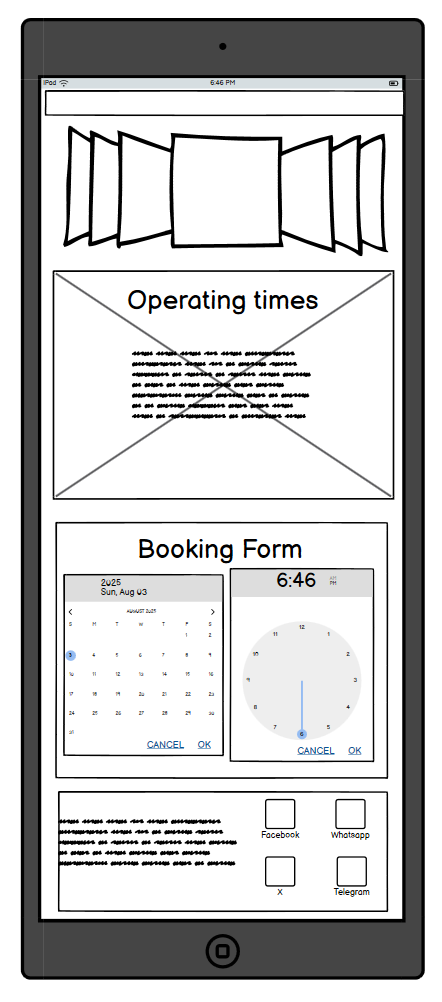 iPad 6:46 PM
Operating times
Booking Form
2025
Sun, Aug 03
AUGUST 2025
S M T W T F S
1 2
3 4 5 6 7 8 9
10 11 12 13 14 15 16
17 18 19 20 21 22 23
24 25 26 27 28 29 30
31
CANCEL OK
6:46 AM
PM
12
11 1
10 2
9 3
8 4
7 5
6
CANCEL OK
Facebook Whatsapp
X Telegram